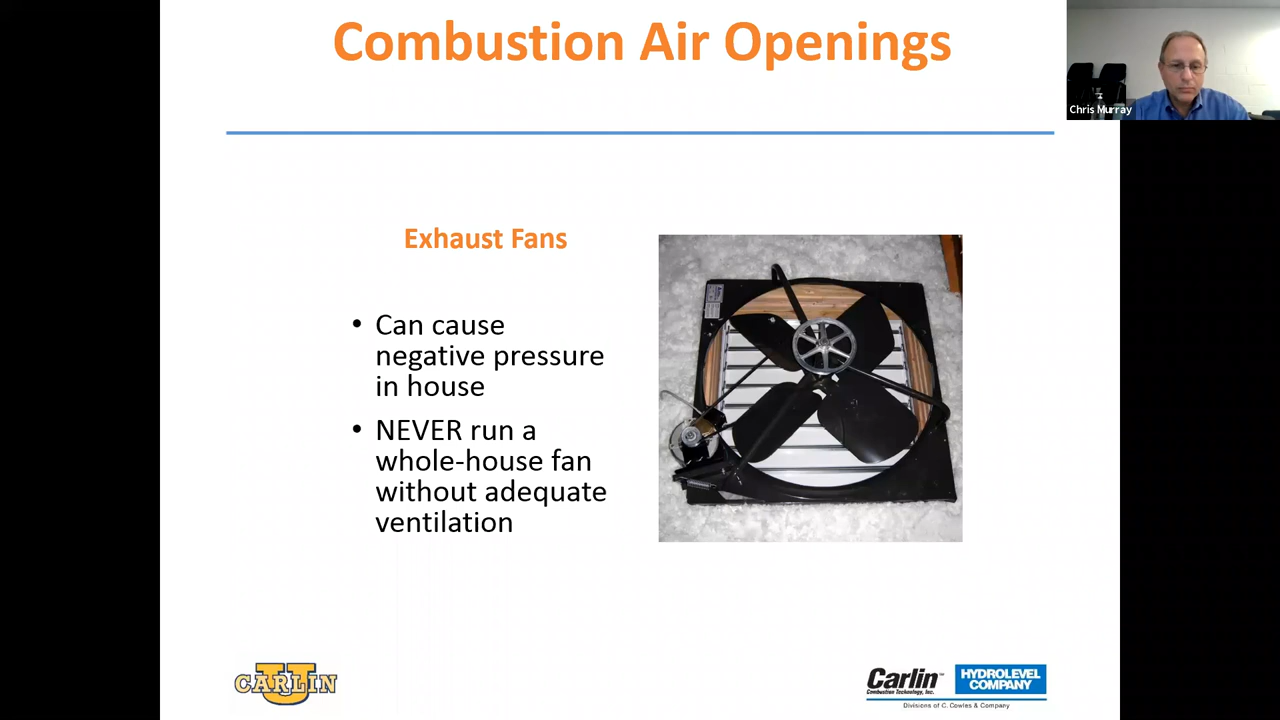 Combustion Air Openings
Chris Murray
Exhaust Fans
• Can cause
negative pressure
in house
• NEVER run a
whole-house fan
without adequate
ventilation
U
CARLIN
Carlin™
Combustion Technology, Inc.
HYDROLEVEL
COMPANY
Divisions of C. Cowles & Company